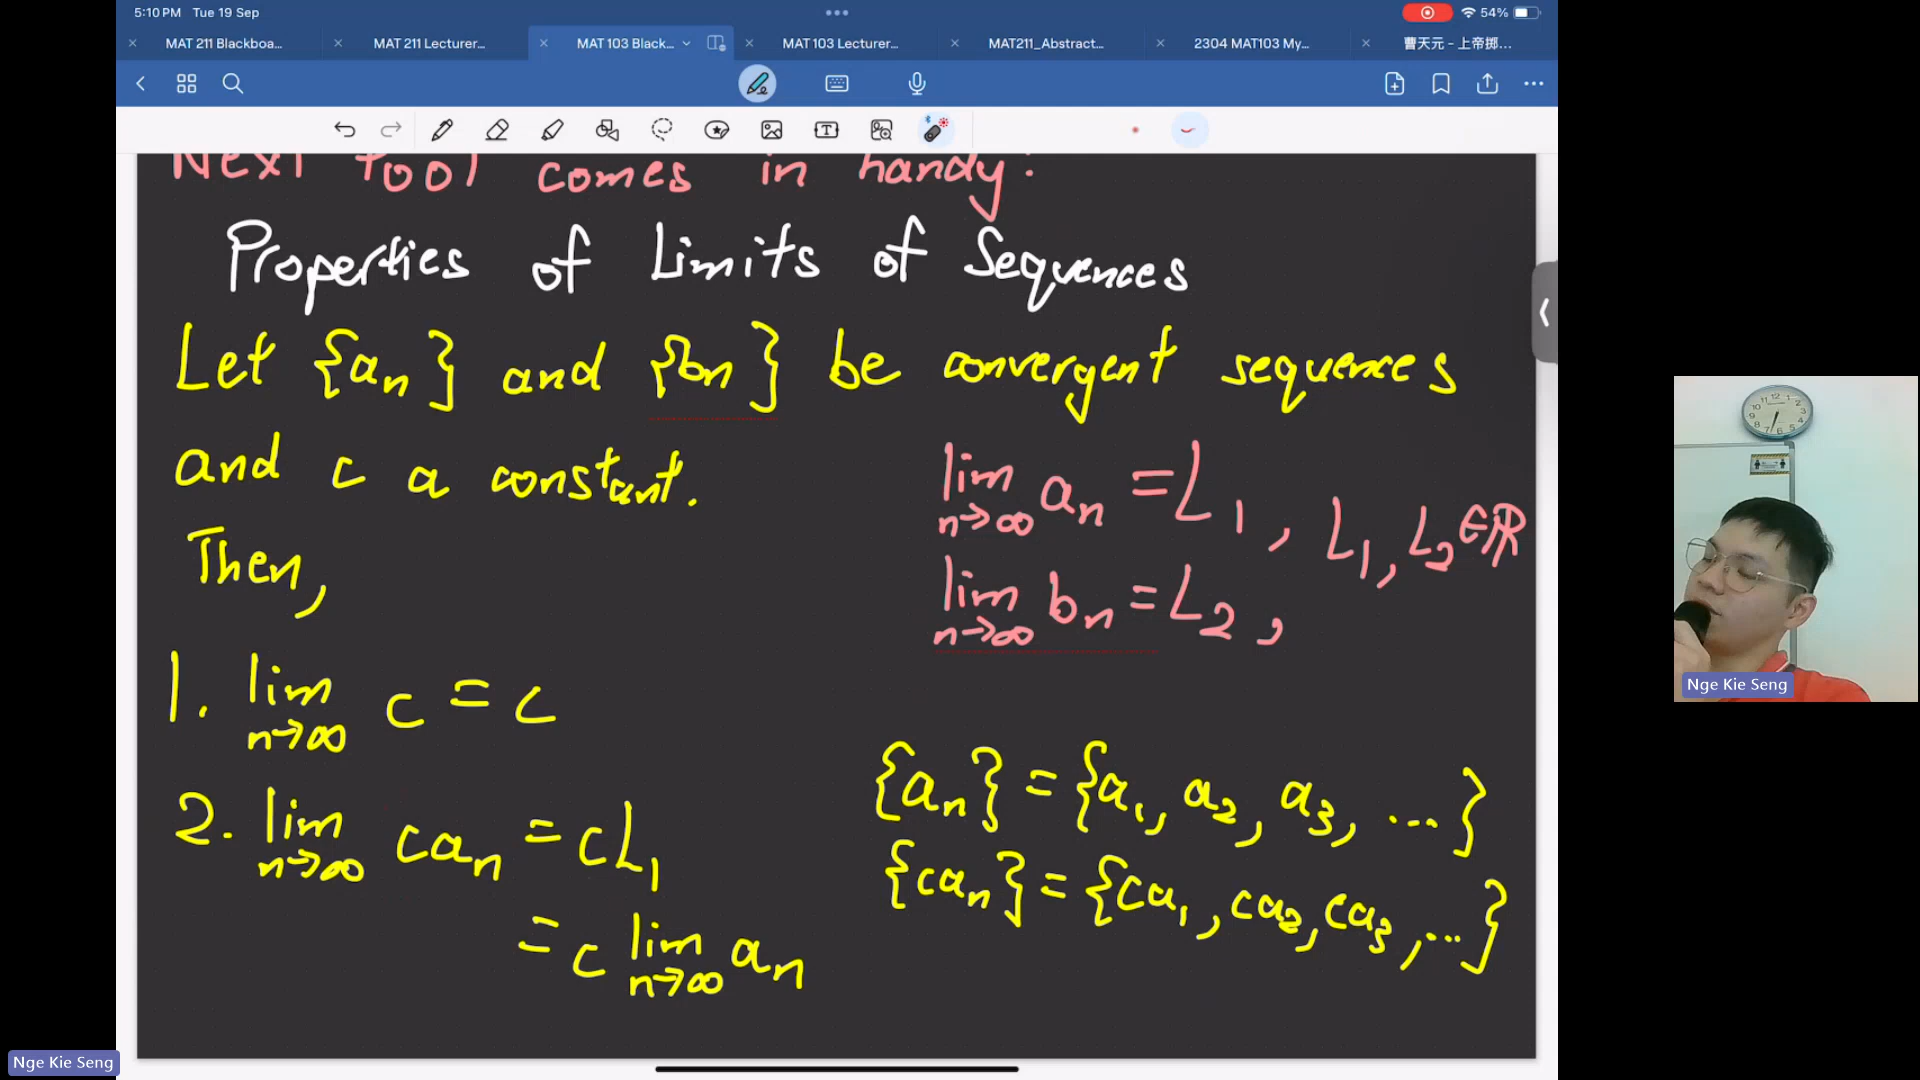 5:10 PM Tue 19 Sep
54%
MAT 211 Blackboa...
MAT 211 Lecturer...
MAT 103 Black...
MAT 103 Lecturer...
MAT211_Abstract...
2304 MAT103 My...
曹天元 - 上帝掷...
Next tool comes in handy:
Properties of Limits of Sequences
Let {aₙ} and {bₙ} be convergent sequences
and c a constant.
Then,
lim n→∞ aₙ = L₁, L₁, L₂ ∈ ℝ
lim n→∞ bₙ = L₂,
1. lim n→∞ c = c
2. lim n→∞ caₙ = cL₁
= c lim n→∞ aₙ
{aₙ} = {a₁, a₂, a₃, ...}
{caₙ} = {ca₁, ca₂, ca₃, ...}
Nge Kie Seng
Nge Kie Seng